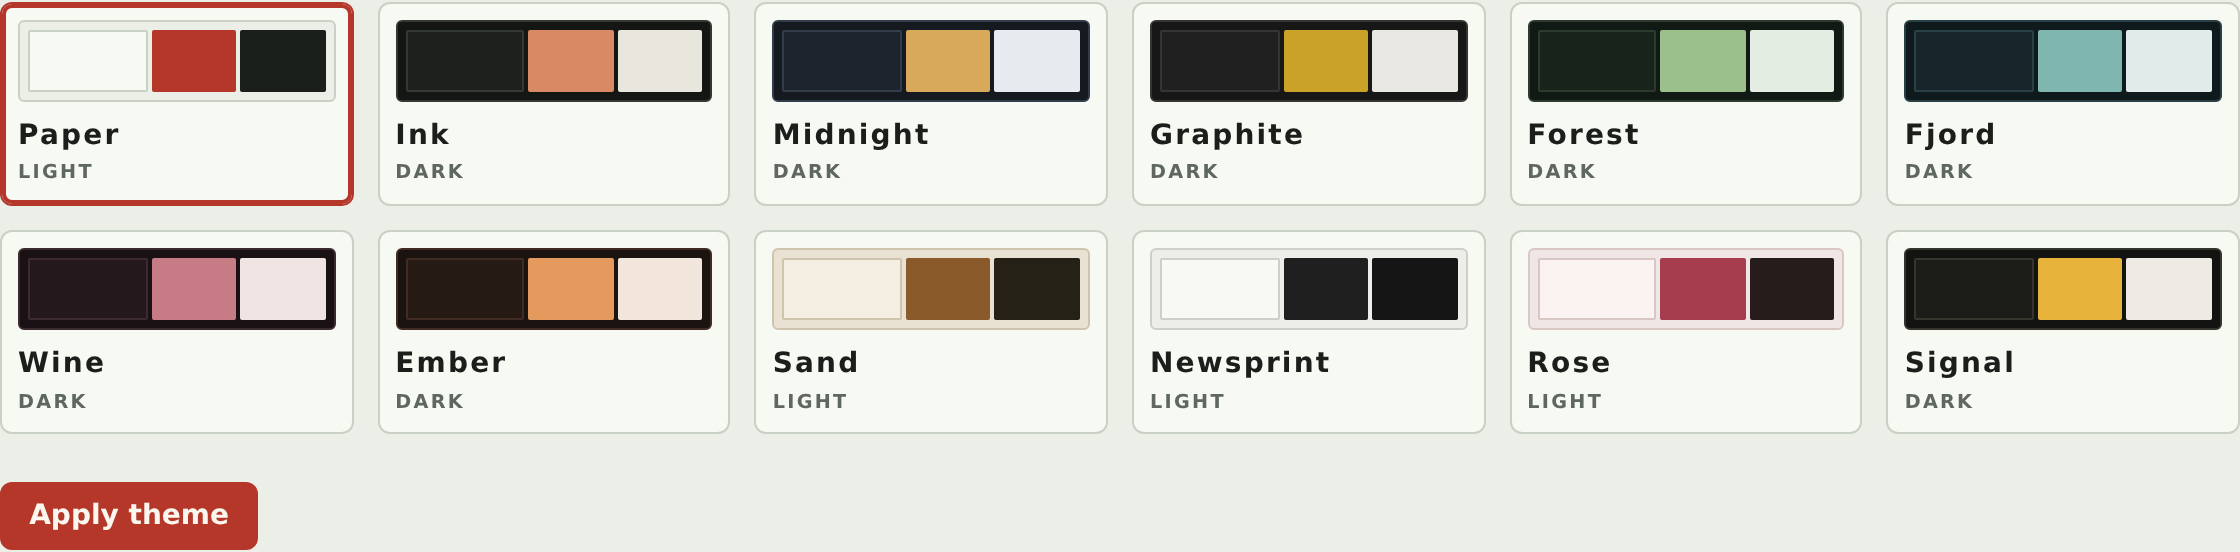 Paper
LIGHT
Ink
DARK
Midnight
DARK
Graphite
DARK
Forest
DARK
Fjord
DARK
Wine
DARK
Ember
DARK
Sand
LIGHT
Newsprint
LIGHT
Rose
LIGHT
Signal
DARK
Apply theme